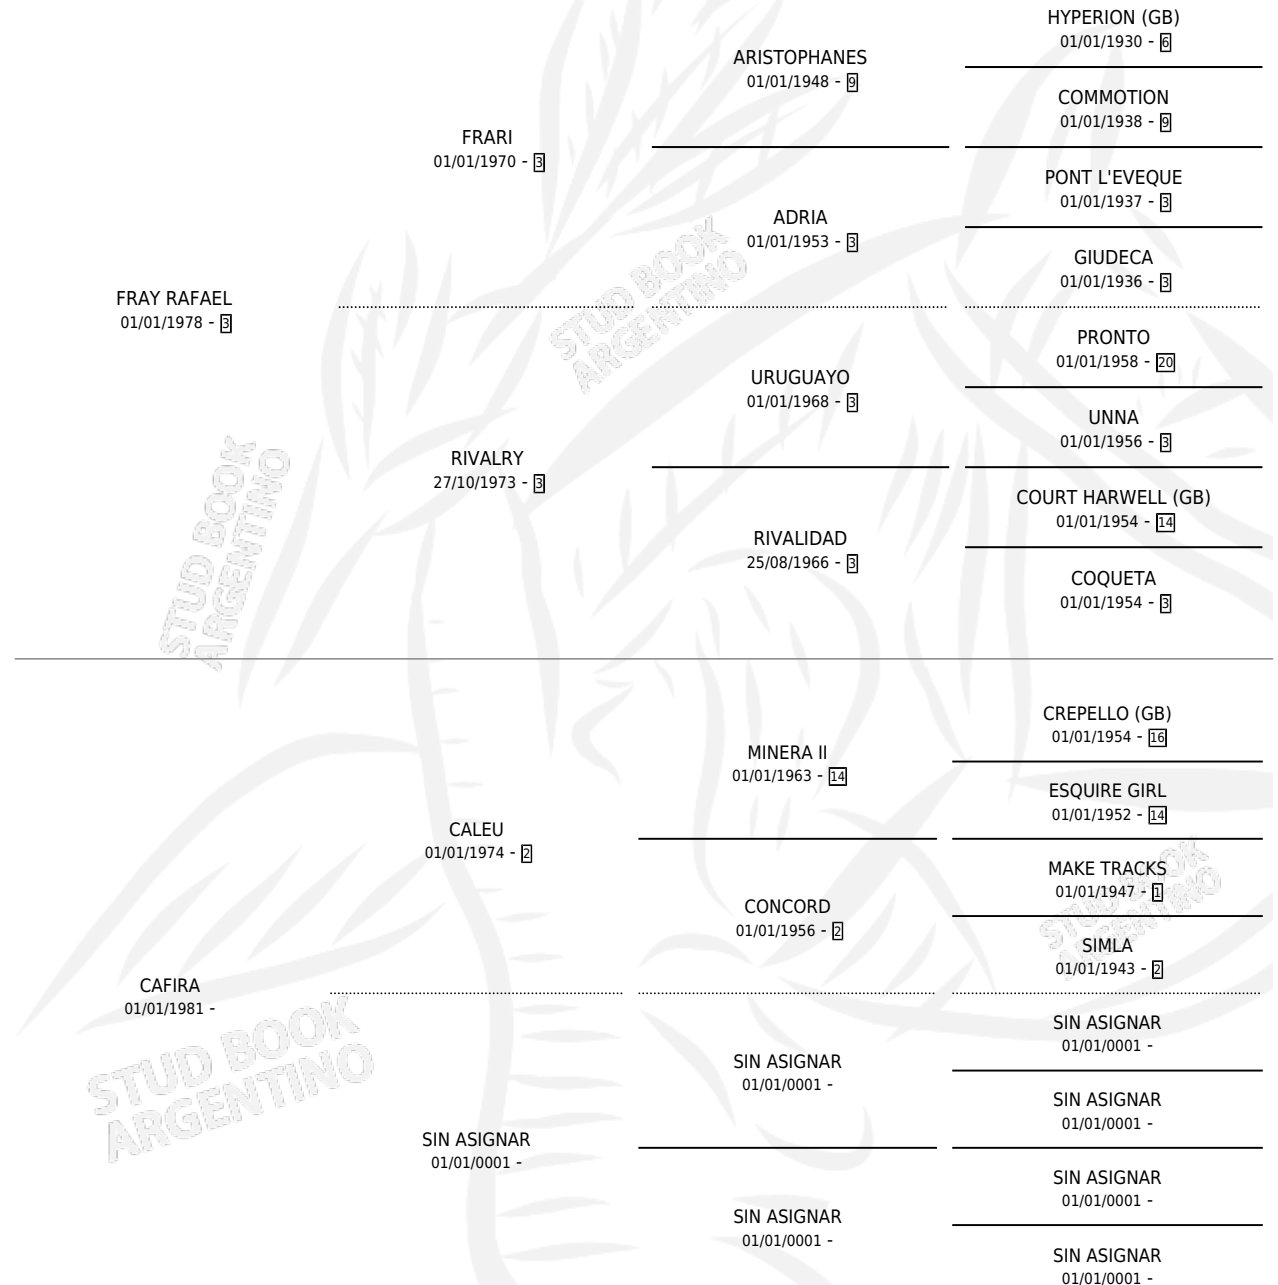 HYPERION (GB)
01/01/1930 - 6
ARISTOPHANES
01/01/1948 - 9
COMMOTION
01/01/1938 - 9
FRARI
01/01/1970 - 3
PONT L'EVEQUE
01/01/1937 - 3
ADRIA
01/01/1953 - 3
GIUDECA
01/01/1936 - 3
FRAY RAFAEL
01/01/1978 - 3
PRONTO
01/01/1958 - 20
URUGUAYO
01/01/1968 - 3
UNNA
01/01/1956 - 3
RIVALRY
27/10/1973 - 3
COURT HARWELL (GB)
01/01/1954 - 14
RIVALIDAD
25/08/1966 - 3
COQUETA
01/01/1954 - 3
CREPELLO (GB)
01/01/1954 - 16
MINERA II
01/01/1963 - 14
ESQUIRE GIRL
01/01/1952 - 14
CALEU
01/01/1974 - 2
MAKE TRACKS
01/01/1947 - 1
CONCORD
01/01/1956 - 2
SIMLA
01/01/1943 - 2
CAFIRA
01/01/1981 -
SIN ASIGNAR
01/01/0001 -
SIN ASIGNAR
01/01/0001 -
SIN ASIGNAR
01/01/0001 -
SIN ASIGNAR
01/01/0001 -
SIN ASIGNAR
01/01/0001 -
SIN ASIGNAR
01/01/0001 -
SIN ASIGNAR
01/01/0001 -
STUD BOOK
ARGENTINO
STUD BOOK
ARGENTINO
STUD BOOK
ARGENTINO
STUD BOOK
ARGENTINO